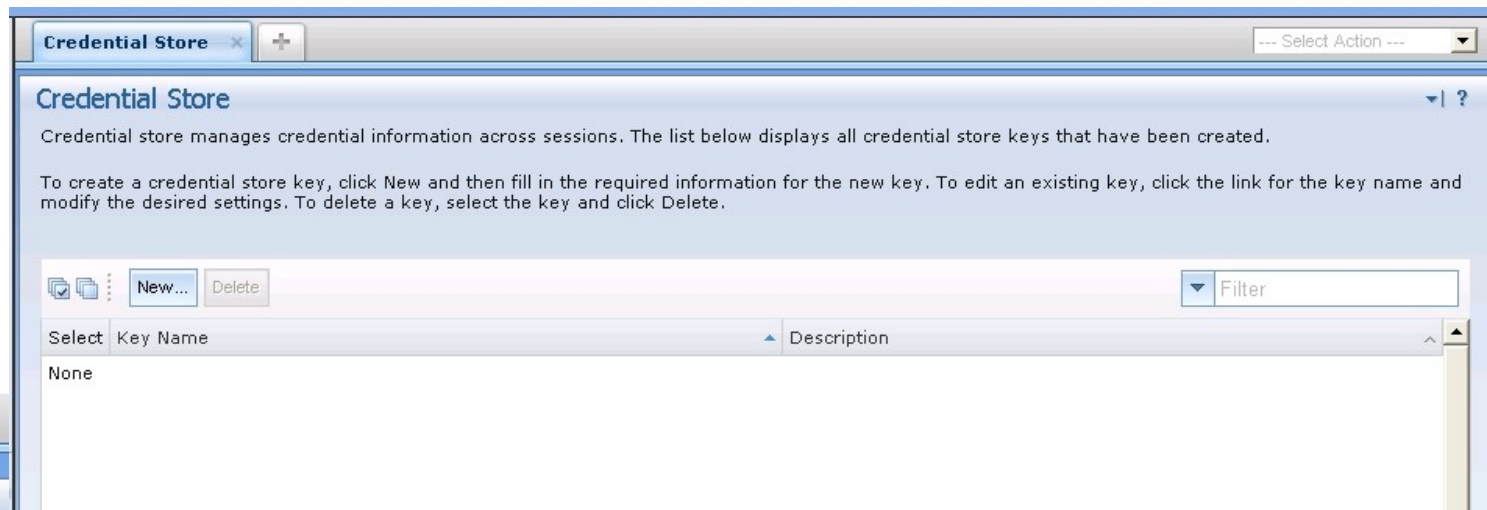 Credential Store
--- Select Action ---
Credential Store
?
Credential store manages credential information across sessions. The list below displays all credential store keys that have been created.
To create a credential store key, click New and then fill in the required information for the new key. To edit an existing key, click the link for the key name and
modify the desired settings. To delete a key, select the key and click Delete.
New... Delete Filter
Select Key Name Description
None